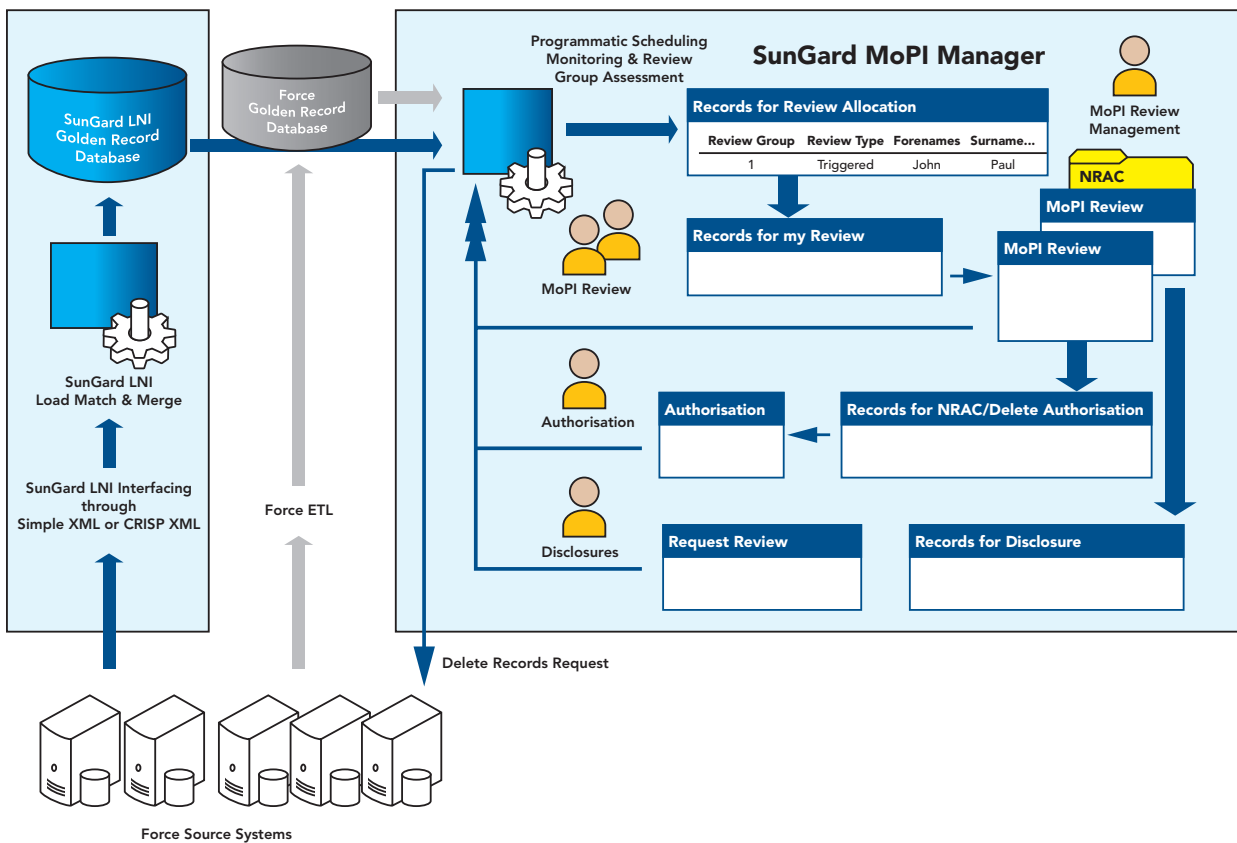 SunGard LNI
Golden Record
Database
SunGard LNI
Load Match & Merge
SunGard LNI Interfacing
through
Simple XML or CRISP XML
Force
Golden Record
Database
Force ETL
Programmatic Scheduling
Monitoring & Review
Group Assessment
SunGard MoPI Manager
MoPI Review
Management
Records for Review Allocation
Review Group Review Type Forenames Surname...
1 Triggered John Paul
NRAC
MoPI Review
MoPI Review
Records for my Review
MoPI Review
Authorisation
Authorisation
Records for NRAC/Delete Authorisation
Disclosures
Request Review
Records for Disclosure
Delete Records Request
Force Source Systems